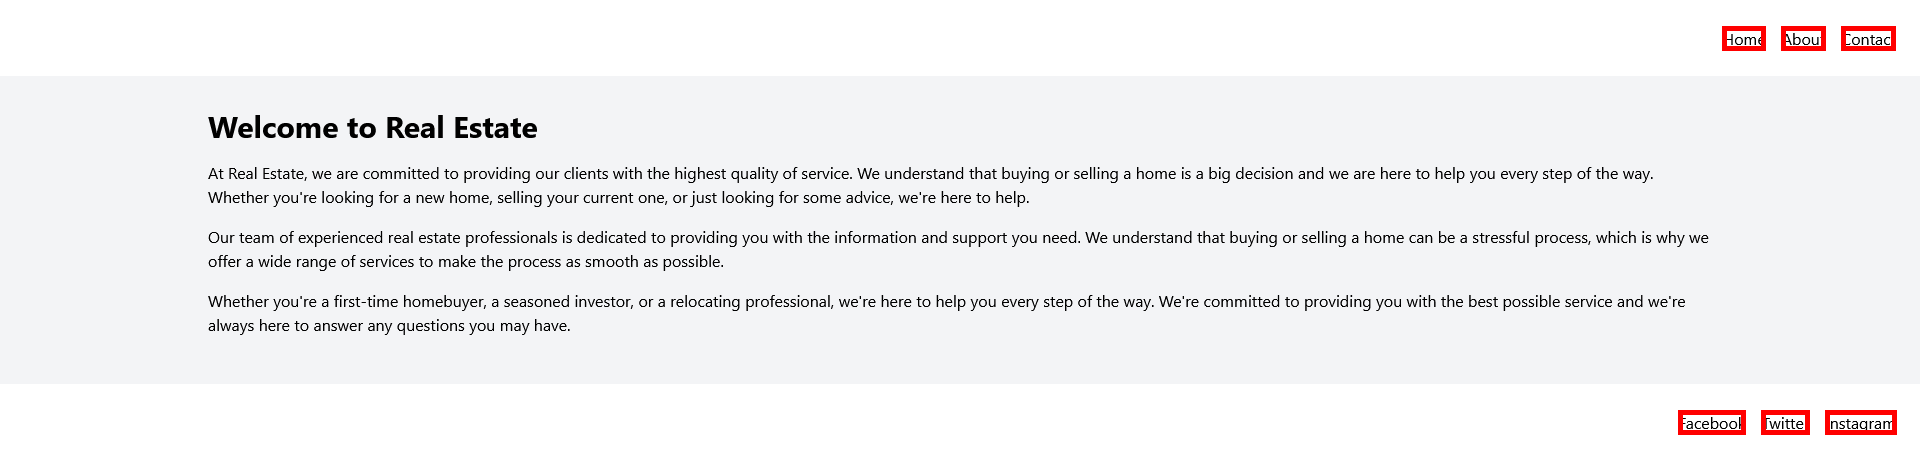 Home About Contact
Welcome to Real Estate
At Real Estate, we are committed to providing our clients with the highest quality of service. We understand that buying or selling a home is a big decision and we are here to help you every step of the way.
Whether you're looking for a new home, selling your current one, or just looking for some advice, we're here to help.
Our team of experienced real estate professionals is dedicated to providing you with the information and support you need. We understand that buying or selling a home can be a stressful process, which is why we
offer a wide range of services to make the process as smooth as possible.
Whether you're a first-time homebuyer, a seasoned investor, or a relocating professional, we're here to help you every step of the way. We're committed to providing you with the best possible service and we're
always here to answer any questions you may have.
Facebook Twitter Instagram